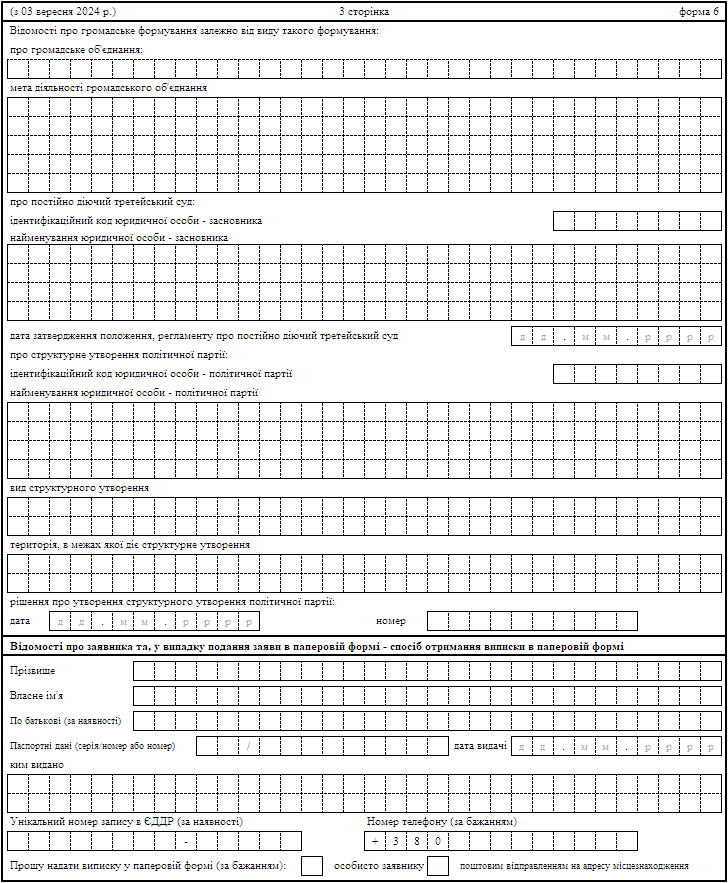 (з 03 вересня 2024 р.) 3 сторінка форма 6
Відомості про громадське формування залежно від виду такого формування:
про громадське об'єднання:
мета діяльності громадського об'єднання
про постійно діючий третейський суд:
ідентифікаційний код юридичної особи - засновника
найменування юридичної особи - засновника
дата затвердження положення, регламенту про постійно діючий третейський суд д д . м м . р р р р
про структурне утворення політичної партії:
ідентифікаційний код юридичної особи - політичної партії
найменування юридичної особи - політичної партії
вид структурного утворення
територія, в межах якої діє структурне утворення
рішення про утворення структурного утворення політичної партії:
дата д д . м м . р р р р номер
Відомості про заявника та, у випадку подання заяви в паперовій формі - спосіб отримання виписки в паперовій формі
Прізвище
Власне ім'я
По батькові (за наявності)
Паспортні дані (серія/номер або номер) / дата видачі д д . м м . р р р р
ким видано
Унікальний номер запису в ЄДДР (за наявності) Номер телефону (за бажанням)
- + 3 8 0
Прошу надати виписку у паперовій формі (за бажанням): особисто заявнику поштовим відправленням на адресу місцезнаходження